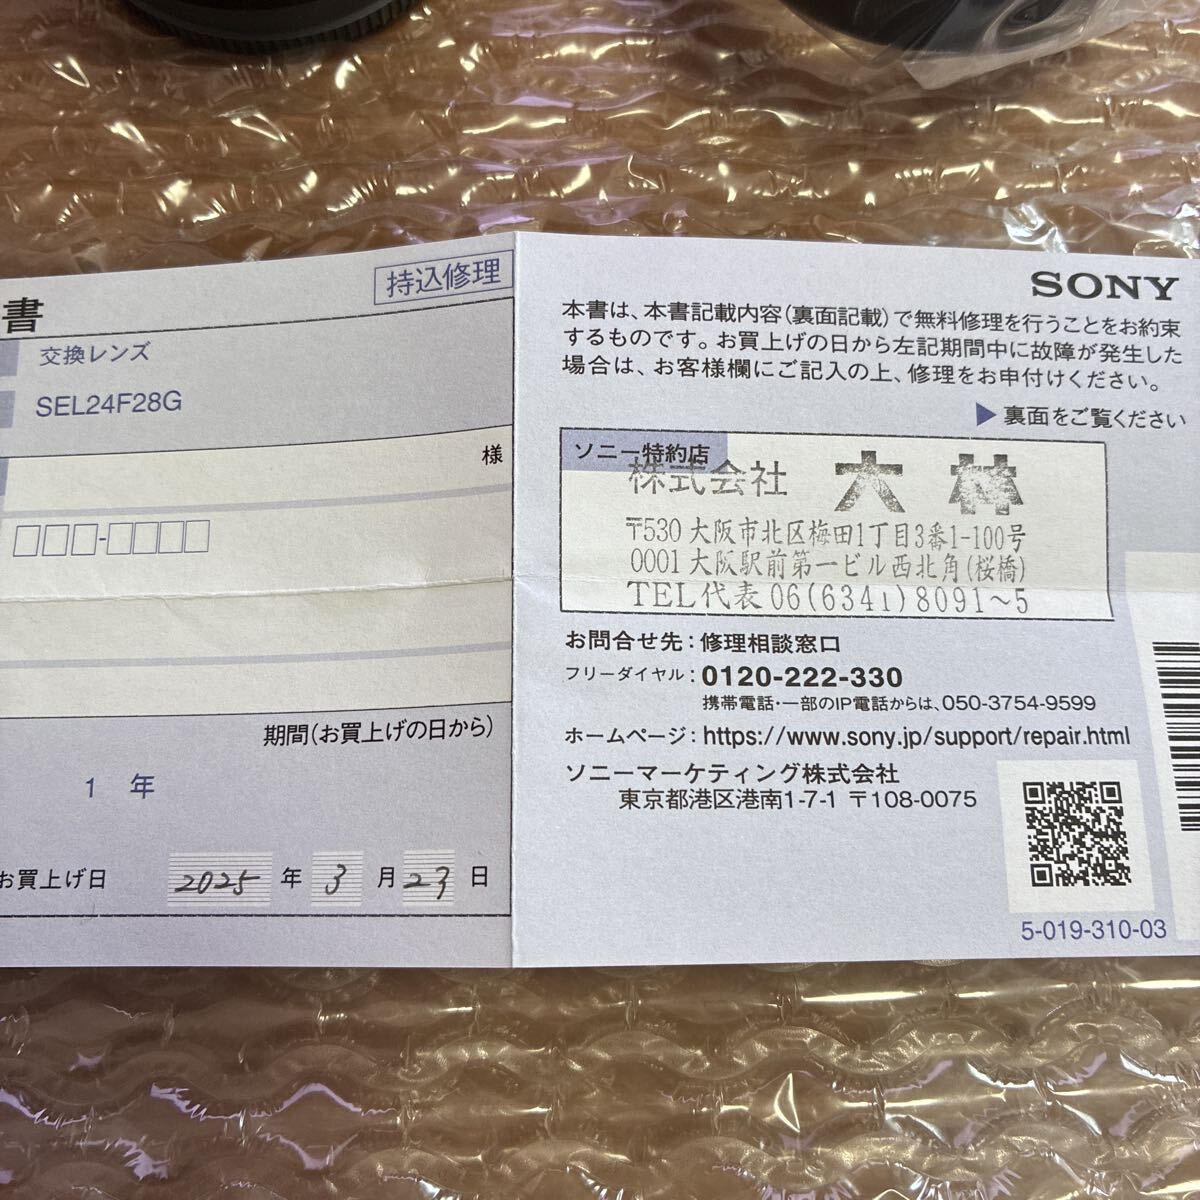 書
持込修理
交換レンズ
SEL24F28G
様
□□□-□□□□
期間(お買上げの日から)
1 年
お買上げ日 2025 年 3 月 23 日
SONY
本書は、本書記載内容(裏面記載)で無料修理を行うことをお約束
するものです。お買上げの日から左記期間中に故障が発生した
場合は、お客様欄にご記入の上、修理をお申付けください。
▶裏面をご覧ください
ソニー特約店
株式会社 大林
〒530 大阪市北区梅田1丁目3番1-100号
0001 大阪駅前第一ビル西北角(桜橋)
TEL代表 06(6341)8091~5
お問合せ先:修理相談窓口
フリーダイヤル:0120-222-330
携帯電話・一部のIP電話からは、050-3754-9599
ホームページ:https://www.sony.jp/support/repair.html
ソニーマーケティング株式会社
東京都港区港南1-7-1 〒108-0075
5-019-310-03